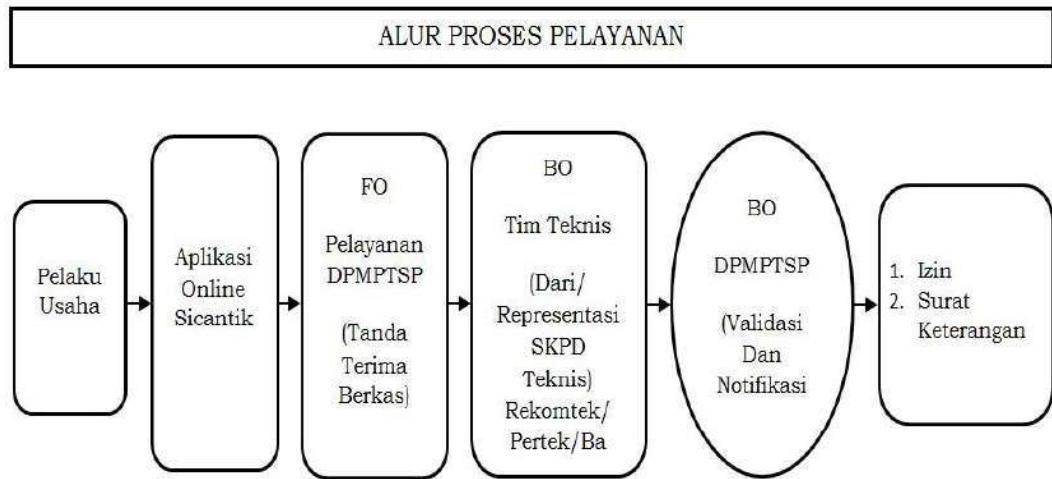 ALUR PROSES PELAYANAN
Pelaku
Usaha
Aplikasi
Online
Sicantik
FO
Pelayanan
DPMPTSP
(Tanda
Terima
Berkas)
BO
Tim Teknis
(Dari/
Representasi
SKPD
Teknis)
Rekomtek/
Pertek/Ba
BO
DPMPTSP
(Validasi
Dan
Notifikasi
1. Izin
2. Surat
Keterangan